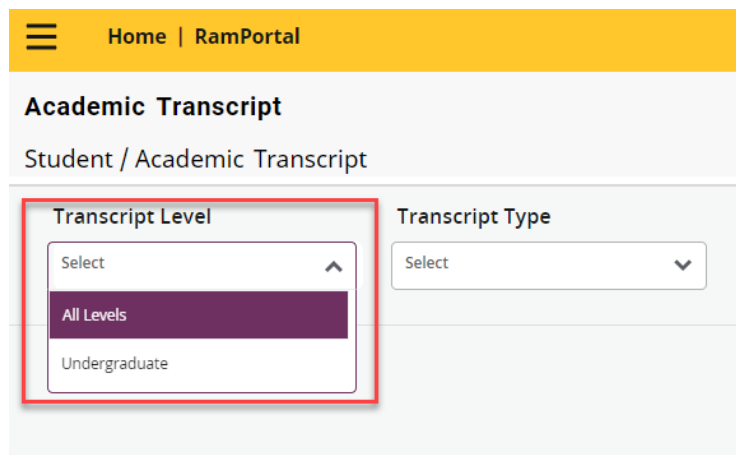 Home | RamPortal
Academic Transcript
Student / Academic Transcript
Transcript Level
Transcript Type
Select
Select
All Levels
Undergraduate